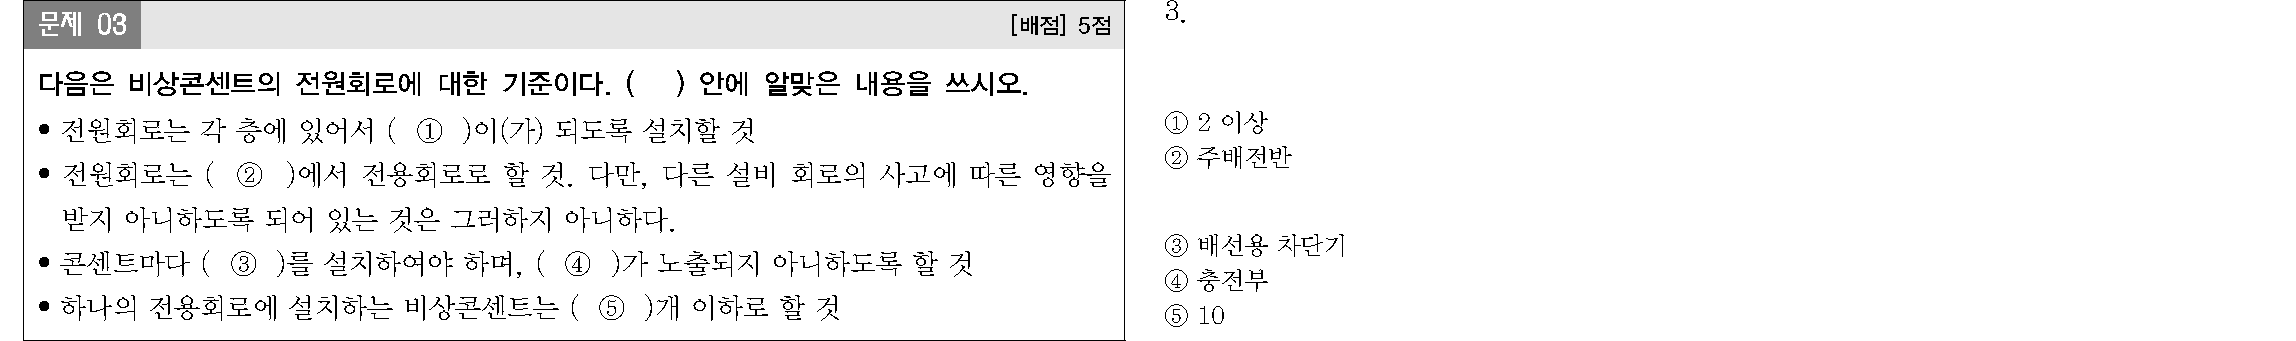 문제 03 [배점] 5점
다음은 비상콘센트의 전원회로에 대한 기준이다. (    ) 안에 알맞은 내용을 쓰시오.
• 전원회로는 각 층에 있어서 ( ① )이(가) 되도록 설치할 것
• 전원회로는 ( ② )에서 전용회로로 할 것. 다만, 다른 설비 회로의 사고에 따른 영향을
받지 아니하도록 되어 있는 것은 그러하지 아니하다.
• 콘센트마다 ( ③ )를 설치하여야 하며, ( ④ )가 노출되지 아니하도록 할 것
• 하나의 전용회로에 설치하는 비상콘센트는 ( ⑤ )개 이하로 할 것
3.
① 2 이상
② 주배전반
③ 배선용 차단기
④ 충전부
⑤ 10